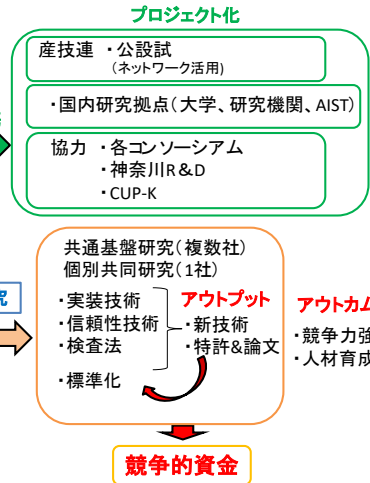 プロジェクト化
産技連 ・公設試
(ネットワーク活用)
・国内研究拠点(大学、研究機関、AIST)
協力 ・各コンソーシアム
・神奈川R&D
・CUP-K
共通基盤研究(複数社)
個別共同研究(1社)
・実装技術
・信頼性技術
・検査法
・標準化
アウトプット
・新技術
・特許&論文
アウトカム
・競争力強
・人材育成
究
競争的資金